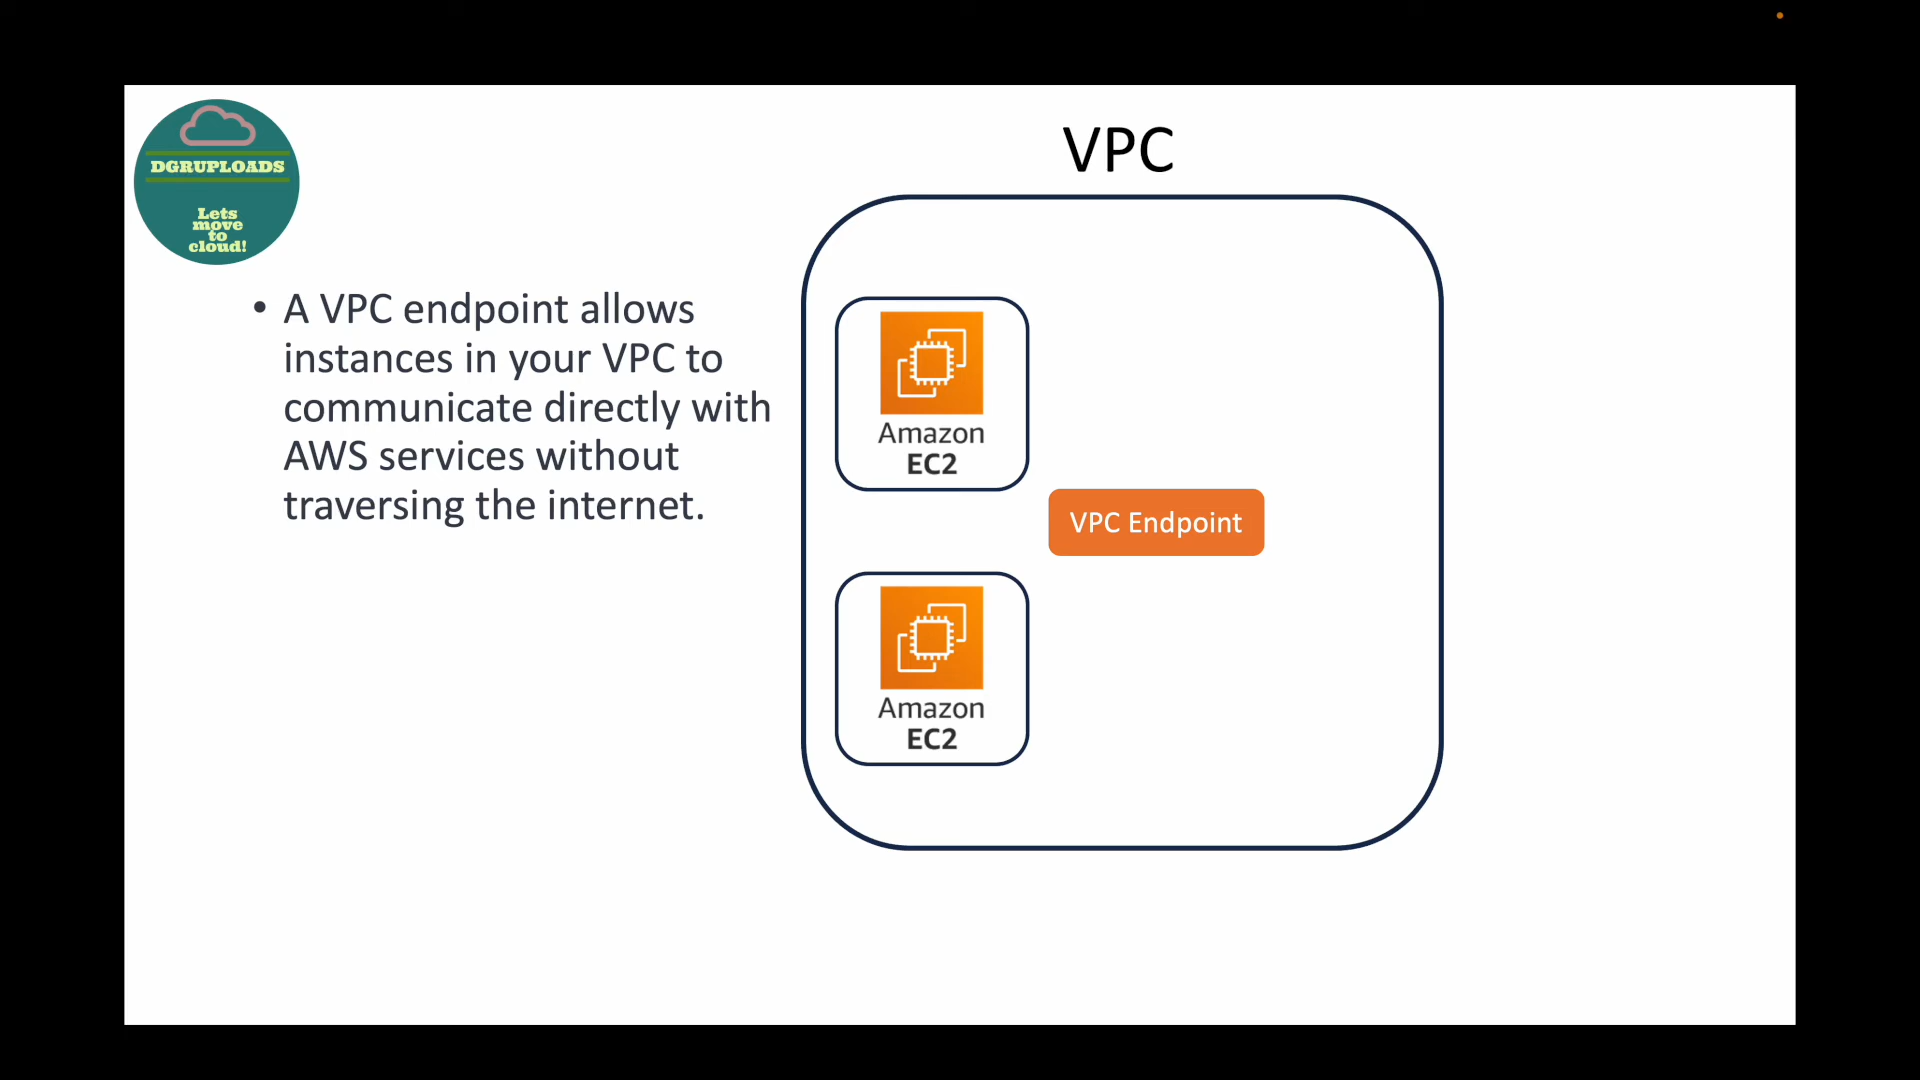 DGRUPLOADS
Lets
move
to
cloud!
VPC
• A VPC endpoint allows
instances in your VPC to
communicate directly with
AWS services without
traversing the internet.
Amazon
EC2
VPC Endpoint
Amazon
EC2